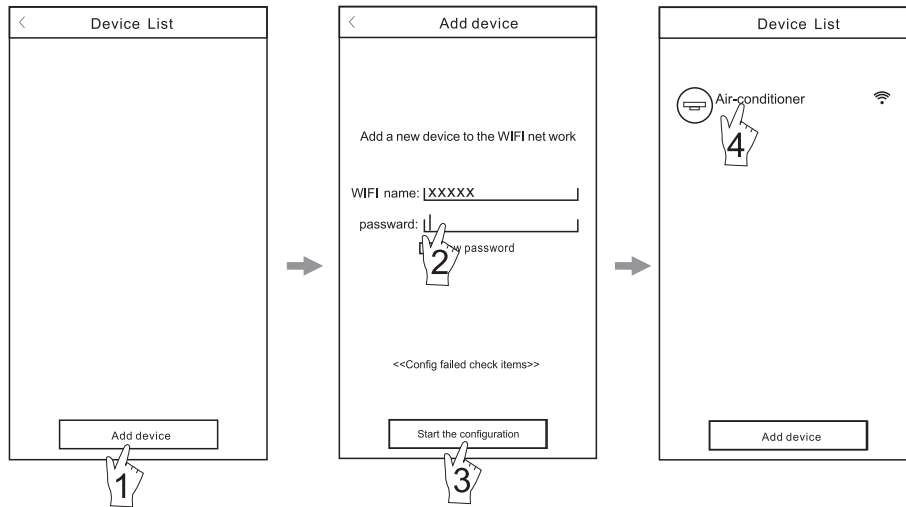 Device List
Add device
1
Add device
Add a new device to the WIFI net work
WIFI name: XXXXX
passward:
w password
2
<<Config failed check items>>
Start the configuration
3
Device List
Air-conditioner
4
Add device